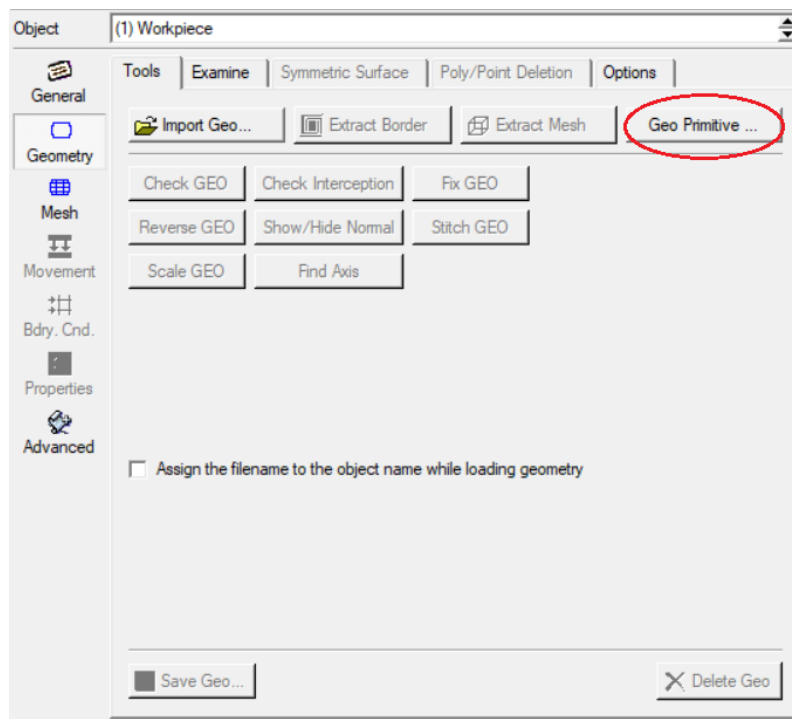 Object (1) Workpiece
General
Geometry
Mesh
Movement
Bdry. Cnd.
Properties
Advanced
Tools Examine Symmetric Surface Poly/Point Deletion Options
Import Geo... Extract Border Extract Mesh Geo Primitive ...
Check GEO Check Interception Fix GEO
Reverse GEO Show/Hide Normal Stitch GEO
Scale GEO Find Axis
Assign the filename to the object name while loading geometry
Save Geo... Delete Geo